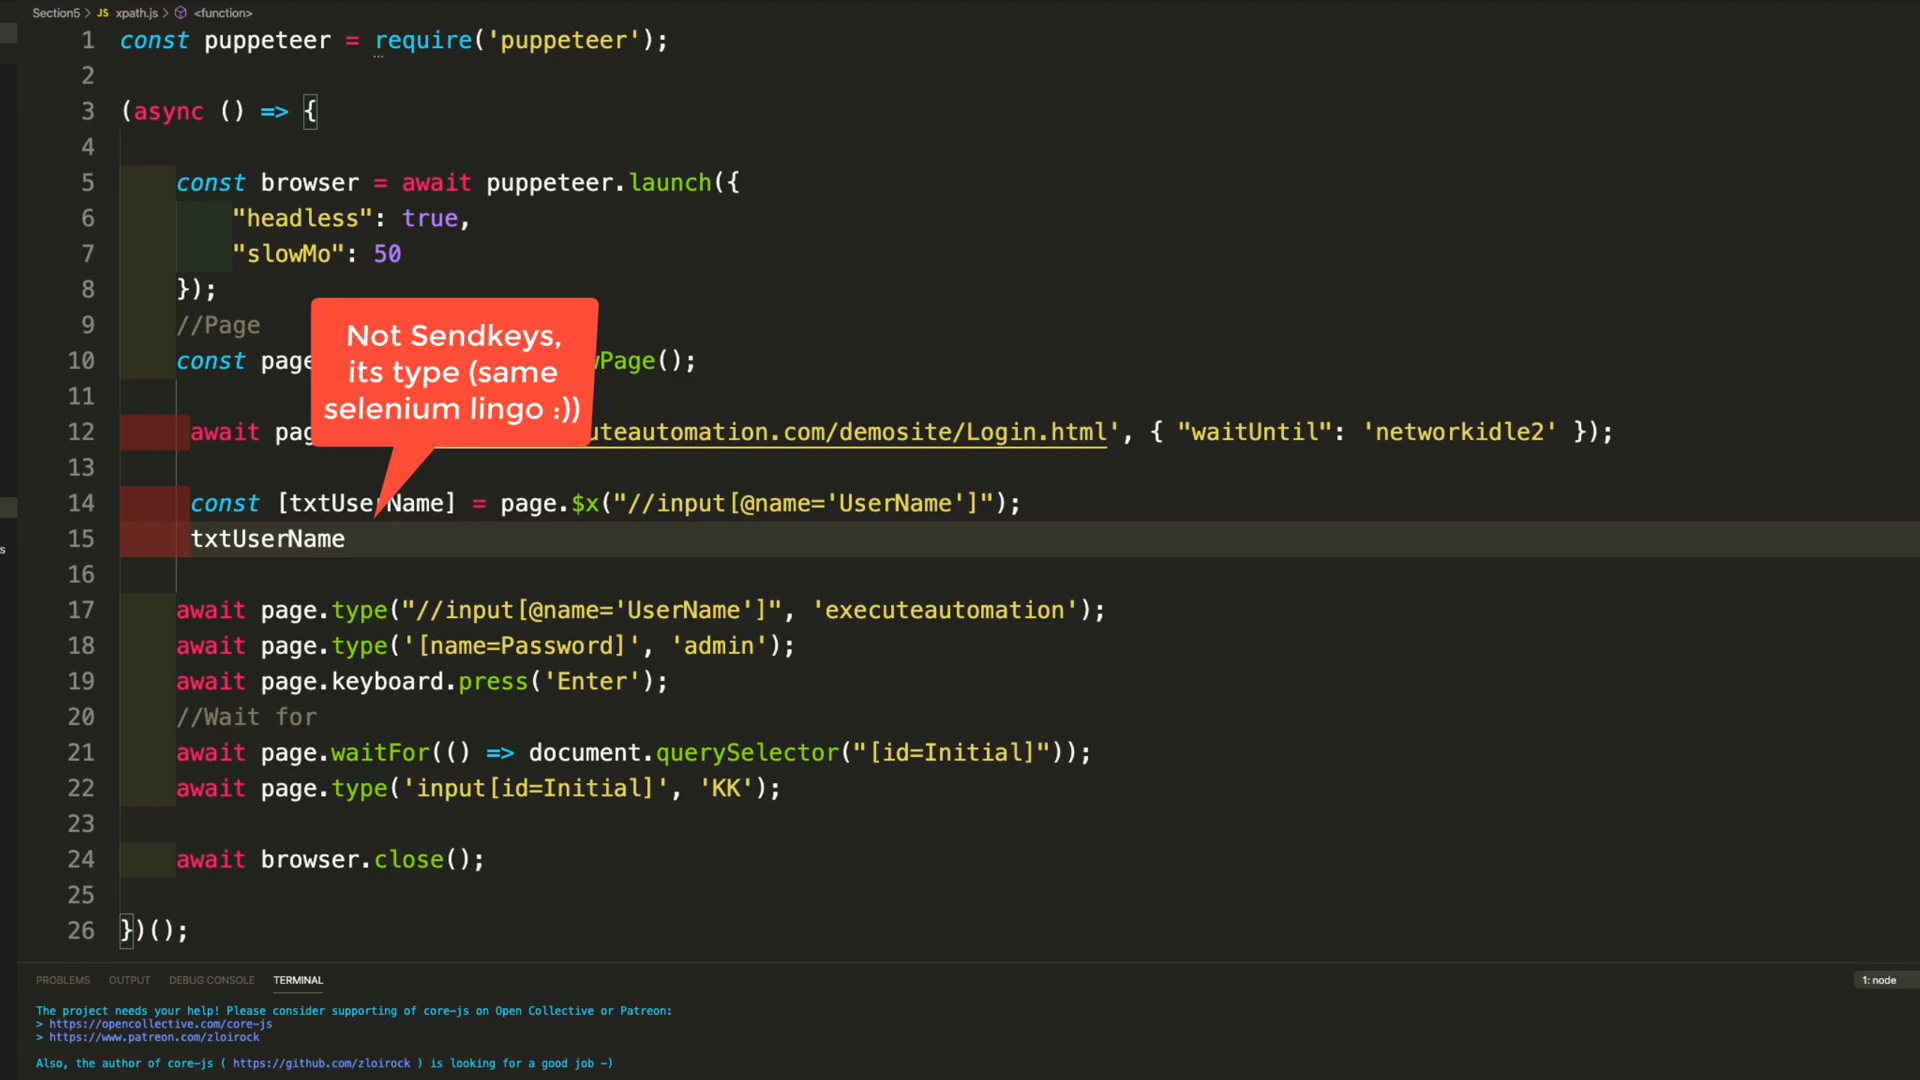 Section5 > JS xpath.js > <function>
1 const puppeteer = require('puppeteer');
2
3 (async () => {
4
5 const browser = await puppeteer.launch({
6 "headless": true,
7 "slowMo": 50
8 });
9 //Page
10 const page wPage();
11
12 await pag uteautomation.com/demosite/Login.html', { "waitUntil": 'networkidle2' });
13
14 const [txtUserName] = page.$x("//input[@name='UserName']");
15 txtUserName
16
17 await page.type("//input[@name='UserName']", 'executeautomation');
18 await page.type('[name=Password]', 'admin');
19 await page.keyboard.press('Enter');
20 //Wait for
21 await page.waitFor(() => document.querySelector("[id=Initial]"));
22 await page.type('input[id=Initial]', 'KK');
23
24 await browser.close();
25
26 })();
Not Sendkeys,
its type (same
selenium lingo :))
s
PROBLEMS OUTPUT DEBUG CONSOLE TERMINAL 1: node
The project needs your help! Please consider supporting of core-js on Open Collective or Patreon:
> https://opencollective.com/core-js
> https://www.patreon.com/zloirock
Also, the author of core-js ( https://github.com/zloirock ) is looking for a good job -)